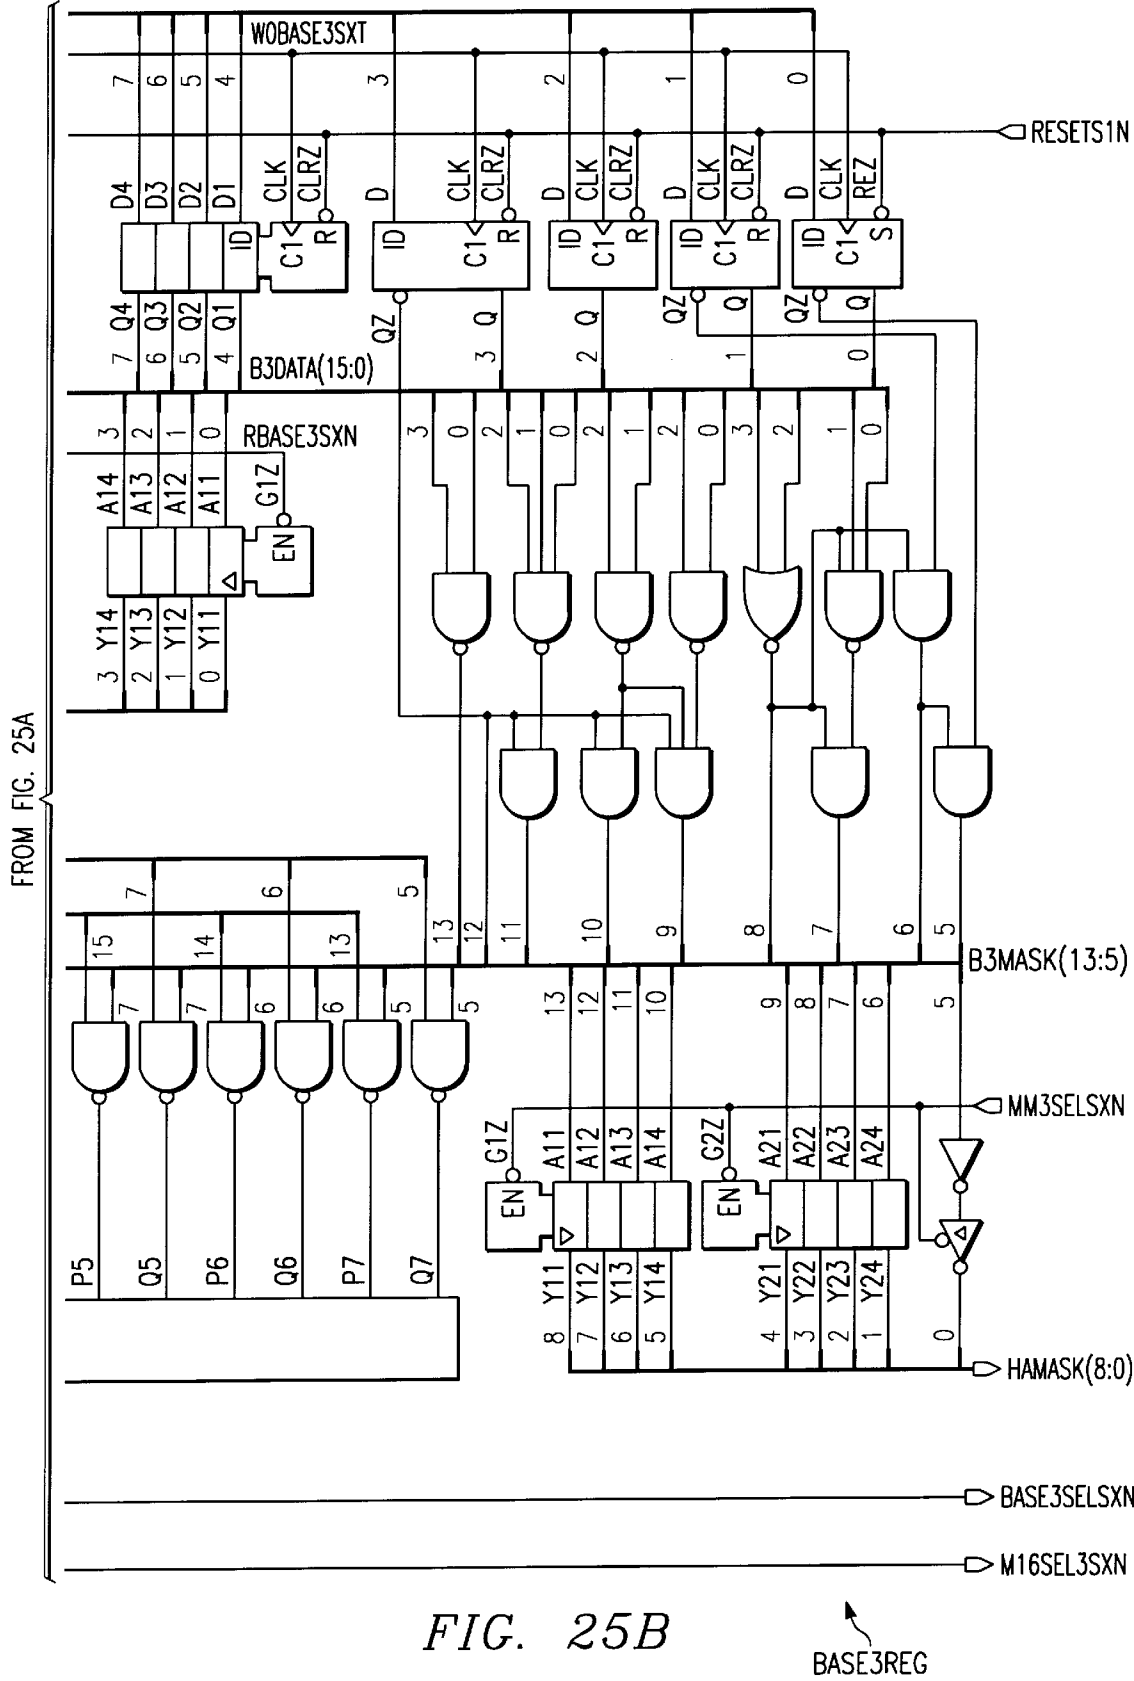 W0BASE3SXT
7 6 5 4 3 2 1 0
RESETS1N
D4 D3 D2 D1 CLK CLRZ D CLK CLRZ D CLK CLRZ D CLK CLRZ D CLK REZ
ID C1 R ID C1 R ID C1 R ID C1 R ID C1 S
Q4 Q3 Q2 Q1 QZ Q Q QZ Q QZ Q
7 6 5 4 3 2 1 0
B3DATA(15:0)
3 2 1 0 3 0 2 1 0 2 1 2 0 3 2 1 0
RBASE3SXN
A14 A13 A12 A11 G1Z
EN
Y14 Y13 Y12 Y11
3 2 1 0
FROM FIG. 25A
7 6 5
15 14 13 13 12 11 10 9 8 7 6 5
B3MASK(13:5)
7 7 6 6 5 5 13 12 11 10 9 8 7 6 5
MM3SELSXN
G1Z A11 A12 A13 A14 G2Z A21 A22 A23 A24
EN EN
P5 Q5 P6 Q6 P7 Q7 Y11 Y12 Y13 Y14 Y21 Y22 Y23 Y24
8 7 6 5 4 3 2 1 0
HAMASK(8:0)
BASE3SELSXN
M16SEL3SXN
FIG. 25B
BASE3REG